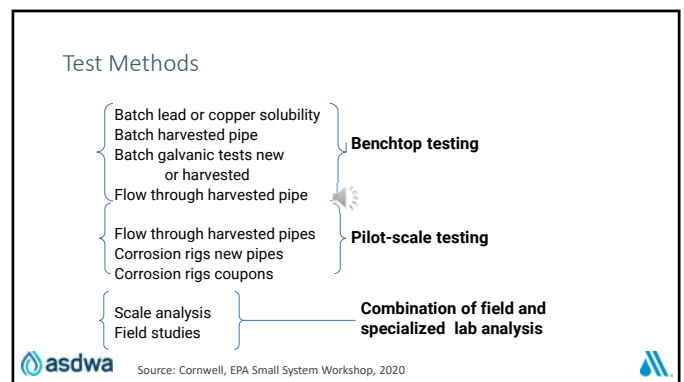 Test Methods
Batch lead or copper solubility
Batch harvested pipe
Batch galvanic tests new
or harvested
Flow through harvested pipe
Benchtop testing
Flow through harvested pipes
Corrosion rigs new pipes
Corrosion rigs coupons
Pilot-scale testing
Scale analysis
Field studies
Combination of field and
specialized lab analysis
asdwa
Source: Cornwell, EPA Small System Workshop, 2020